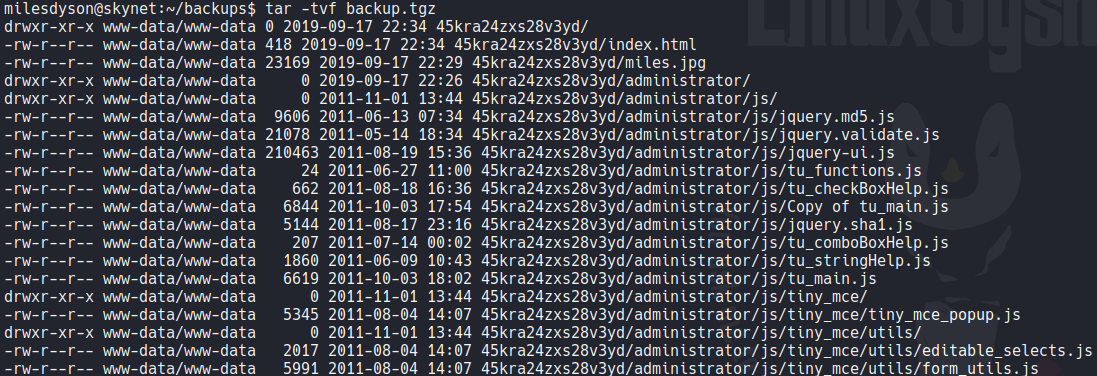 milesdyson@skynet:~/backups$ tar -tvf backup.tgz
drwxr-xr-x www-data/www-data 0 2019-09-17 22:34 45kra24zxs28v3yd/
-rw-r--r-- www-data/www-data 418 2019-09-17 22:34 45kra24zxs28v3yd/index.html
-rw-r--r-- www-data/www-data 23169 2019-09-17 22:29 45kra24zxs28v3yd/miles.jpg
drwxr-xr-x www-data/www-data     0 2019-09-17 22:26 45kra24zxs28v3yd/administrator/
drwxr-xr-x www-data/www-data     0 2011-11-01 13:44 45kra24zxs28v3yd/administrator/js/
-rw-r--r-- www-data/www-data  9606 2011-06-13 07:34 45kra24zxs28v3yd/administrator/js/jquery.md5.js
-rw-r--r-- www-data/www-data 21078 2011-05-14 18:34 45kra24zxs28v3yd/administrator/js/jquery.validate.js
-rw-r--r-- www-data/www-data 210463 2011-08-19 15:36 45kra24zxs28v3yd/administrator/js/jquery-ui.js
-rw-r--r-- www-data/www-data     24 2011-06-27 11:00 45kra24zxs28v3yd/administrator/js/tu_functions.js
-rw-r--r-- www-data/www-data    662 2011-08-18 16:36 45kra24zxs28v3yd/administrator/js/tu_checkBoxHelp.js
-rw-r--r-- www-data/www-data   6844 2011-10-03 17:54 45kra24zxs28v3yd/administrator/js/Copy of tu_main.js
-rw-r--r-- www-data/www-data   5144 2011-08-17 23:16 45kra24zxs28v3yd/administrator/js/jquery.sha1.js
-rw-r--r-- www-data/www-data    207 2011-07-14 00:02 45kra24zxs28v3yd/administrator/js/tu_comboBoxHelp.js
-rw-r--r-- www-data/www-data   1860 2011-06-09 10:43 45kra24zxs28v3yd/administrator/js/tu_stringHelp.js
-rw-r--r-- www-data/www-data   6619 2011-10-03 18:02 45kra24zxs28v3yd/administrator/js/tu_main.js
drwxr-xr-x www-data/www-data      0 2011-11-01 13:44 45kra24zxs28v3yd/administrator/js/tiny_mce/
-rw-r--r-- www-data/www-data   5345 2011-08-04 14:07 45kra24zxs28v3yd/administrator/js/tiny_mce/tiny_mce_popup.js
drwxr-xr-x www-data/www-data      0 2011-11-01 13:44 45kra24zxs28v3yd/administrator/js/tiny_mce/utils/
-rw-r--r-- www-data/www-data   2017 2011-08-04 14:07 45kra24zxs28v3yd/administrator/js/tiny_mce/utils/editable_selects.js
-rw-r--r-- www-data/www-data   5991 2011-08-04 14:07 45kra24zxs28v3yd/administrator/js/tiny_mce/utils/form_utils.js